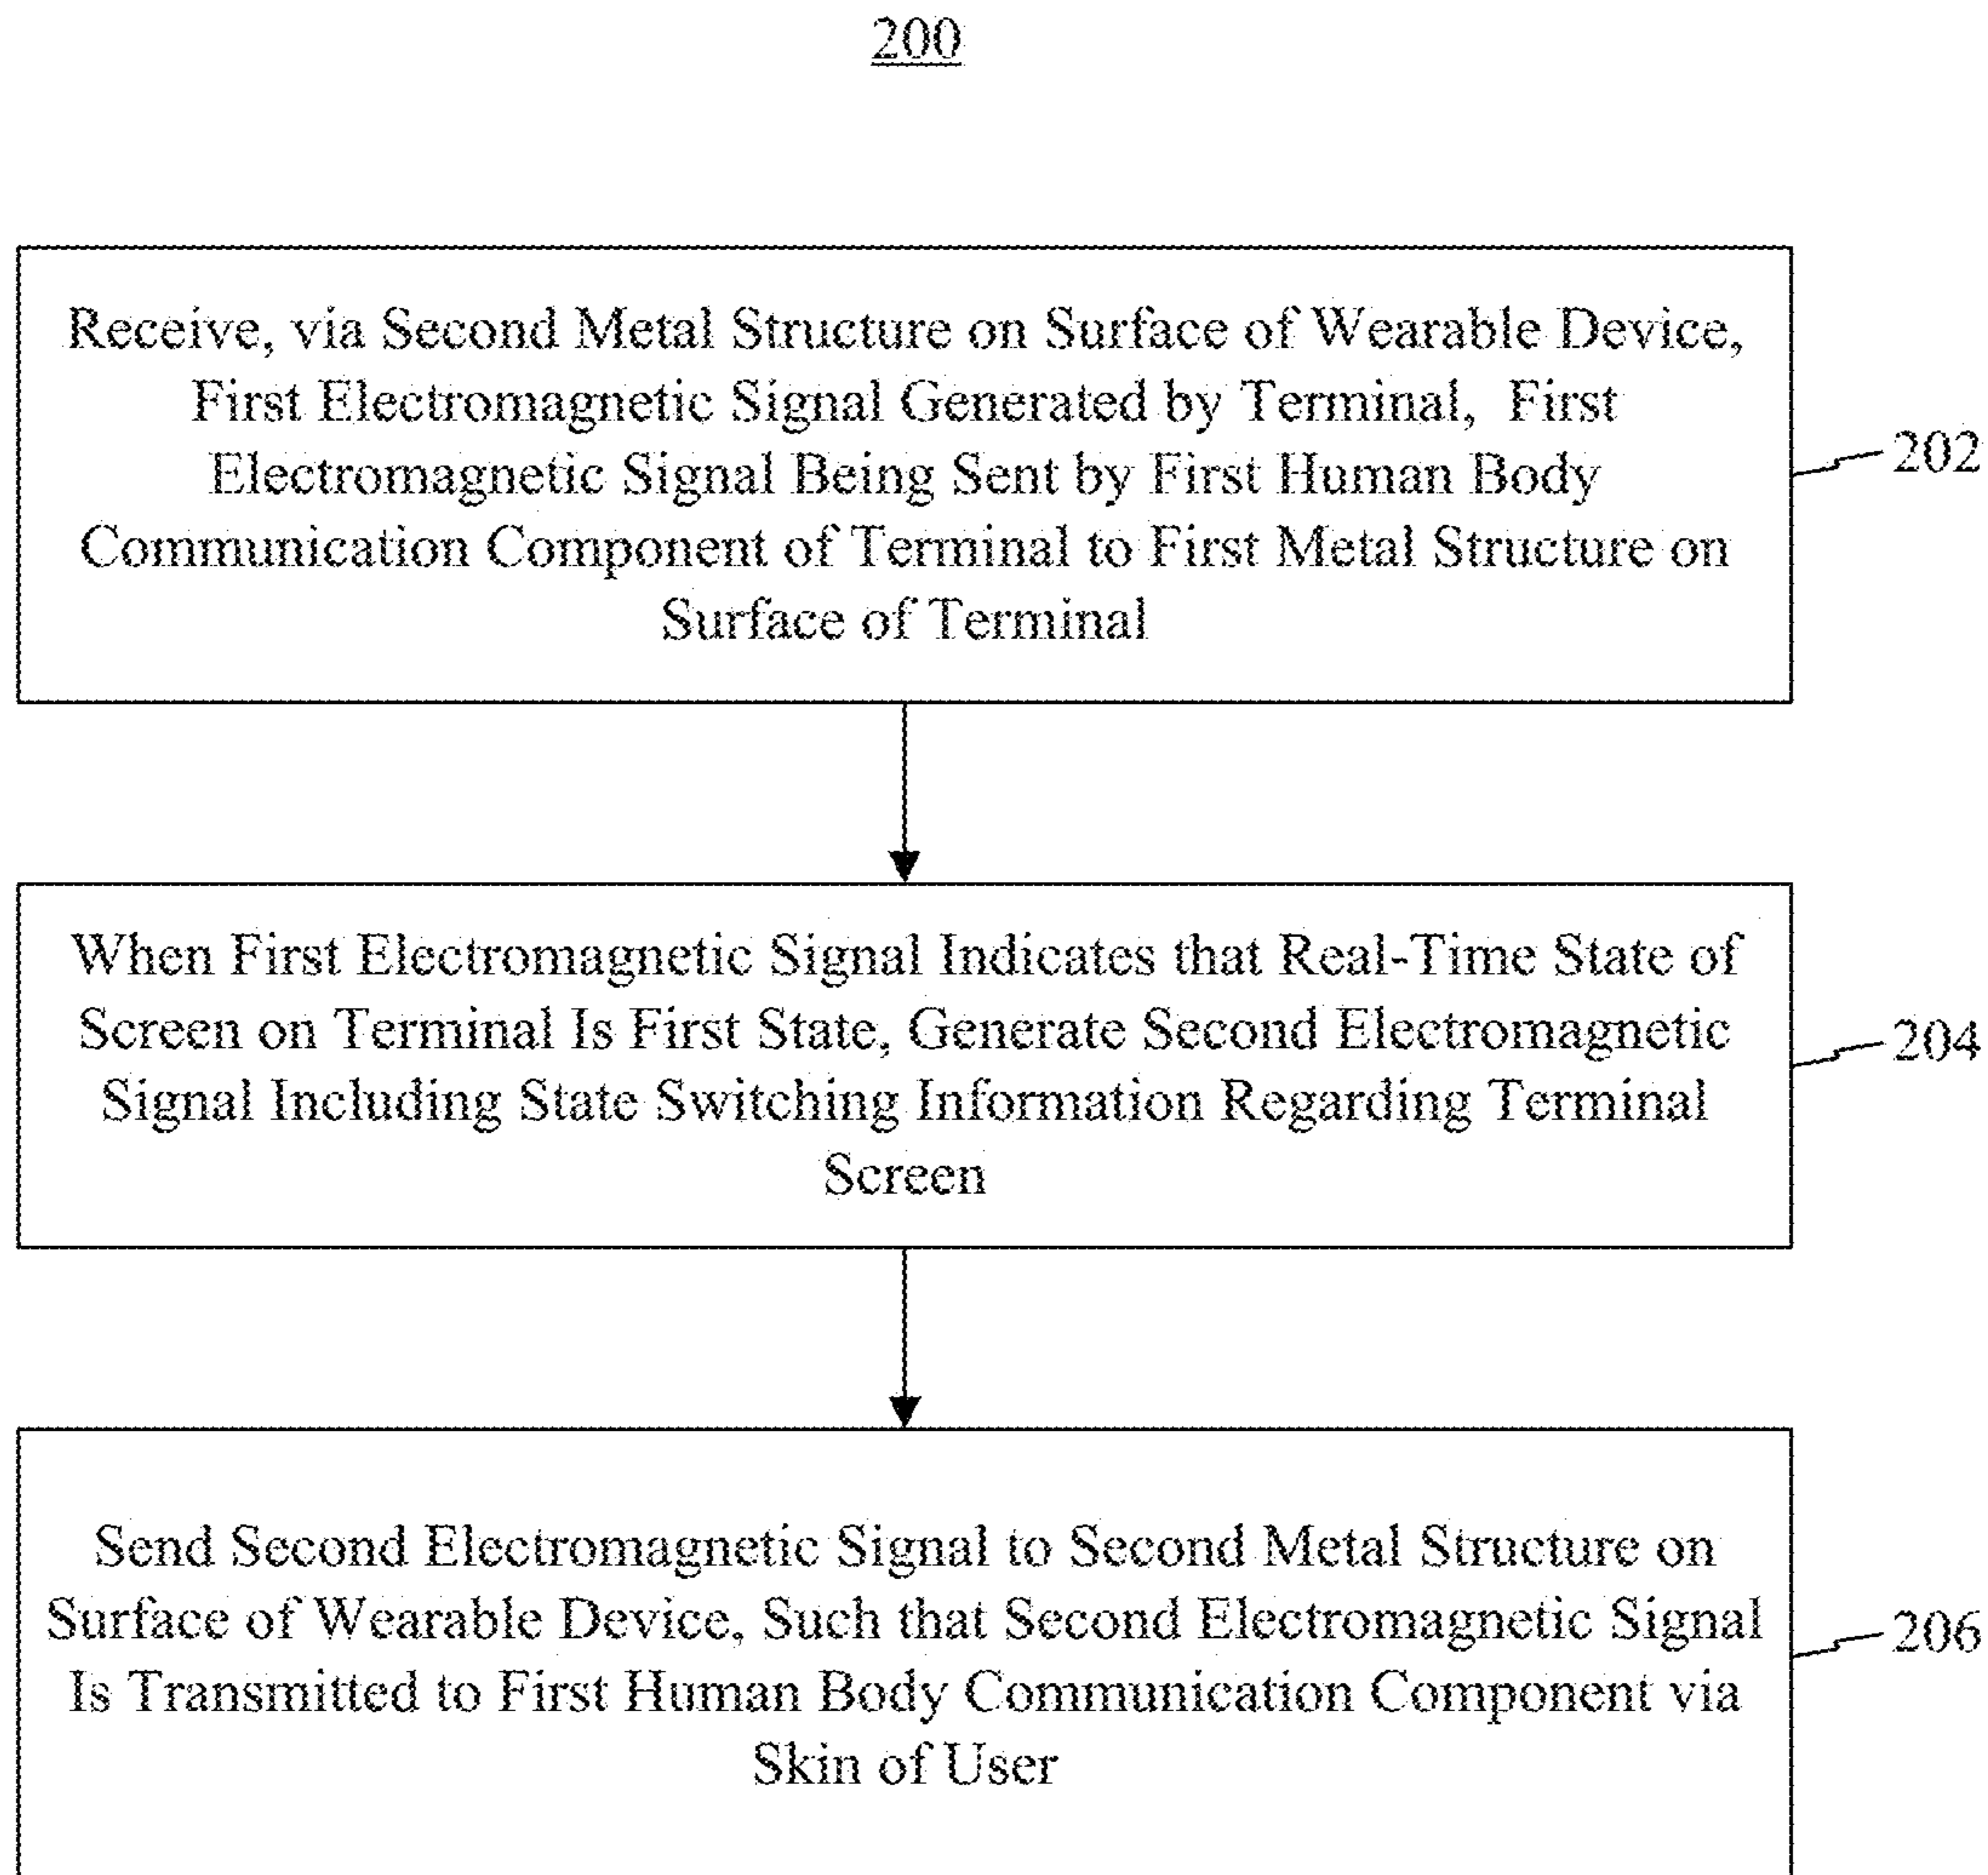 200
Receive, via Second Metal Structure on Surface of Wearable Device,
First Electromagnetic Signal Generated by Terminal, First
Electromagnetic Signal Being Sent by First Human Body
Communication Component of Terminal to First Metal Structure on
Surface of Terminal
202
When First Electromagnetic Signal Indicates that Real-Time State of
Screen on Terminal Is First State, Generate Second Electromagnetic
Signal Including State Switching Information Regarding Terminal
Screen
204
Send Second Electromagnetic Signal to Second Metal Structure on
Surface of Wearable Device, Such that Second Electromagnetic Signal
Is Transmitted to First Human Body Communication Component via
Skin of User
206